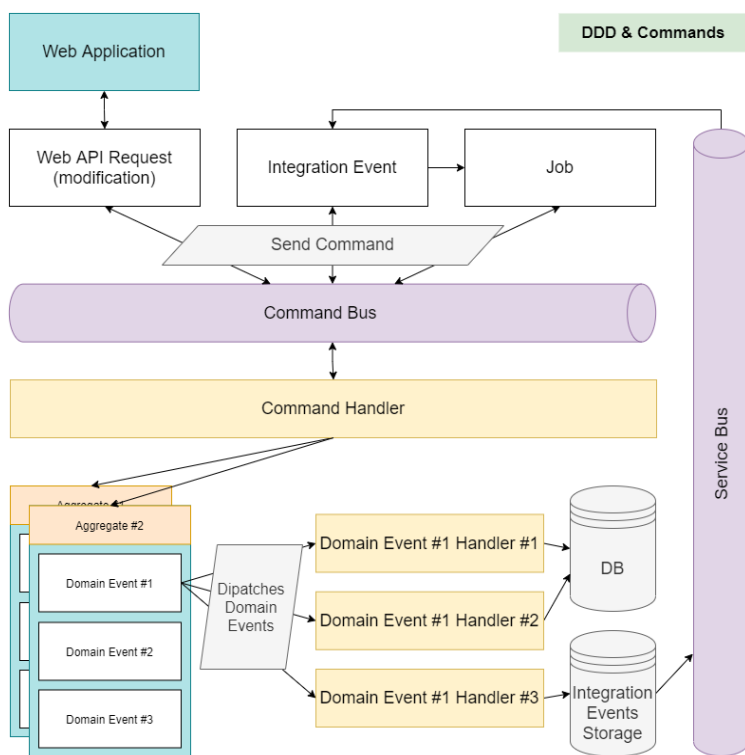 DDD & Commands
Web Application
Web API Request
(modification)
Integration Event
Job
Send Command
Command Bus
Command Handler
Service Bus
Aggregate #2
Domain Event #1
Domain Event #2
Domain Event #3
Dipatches
Domain
Events
Domain Event #1 Handler #1
Domain Event #1 Handler #2
Domain Event #1 Handler #3
DB
Integration
Events
Storage